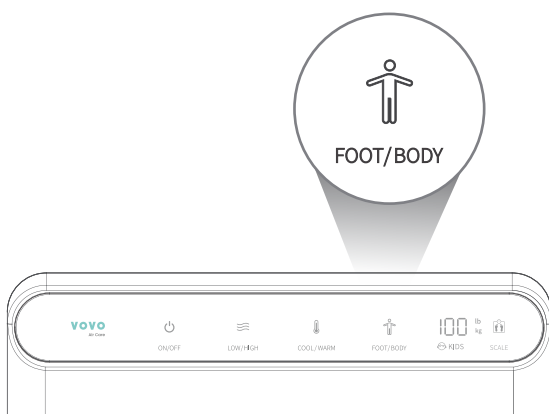 FOOT/BODY
VOVO
Air Care
ON/OFF
LOW/HIGH
COOL/WARM
FOOT/BODY
100 lb kg
KIDS
SCALE